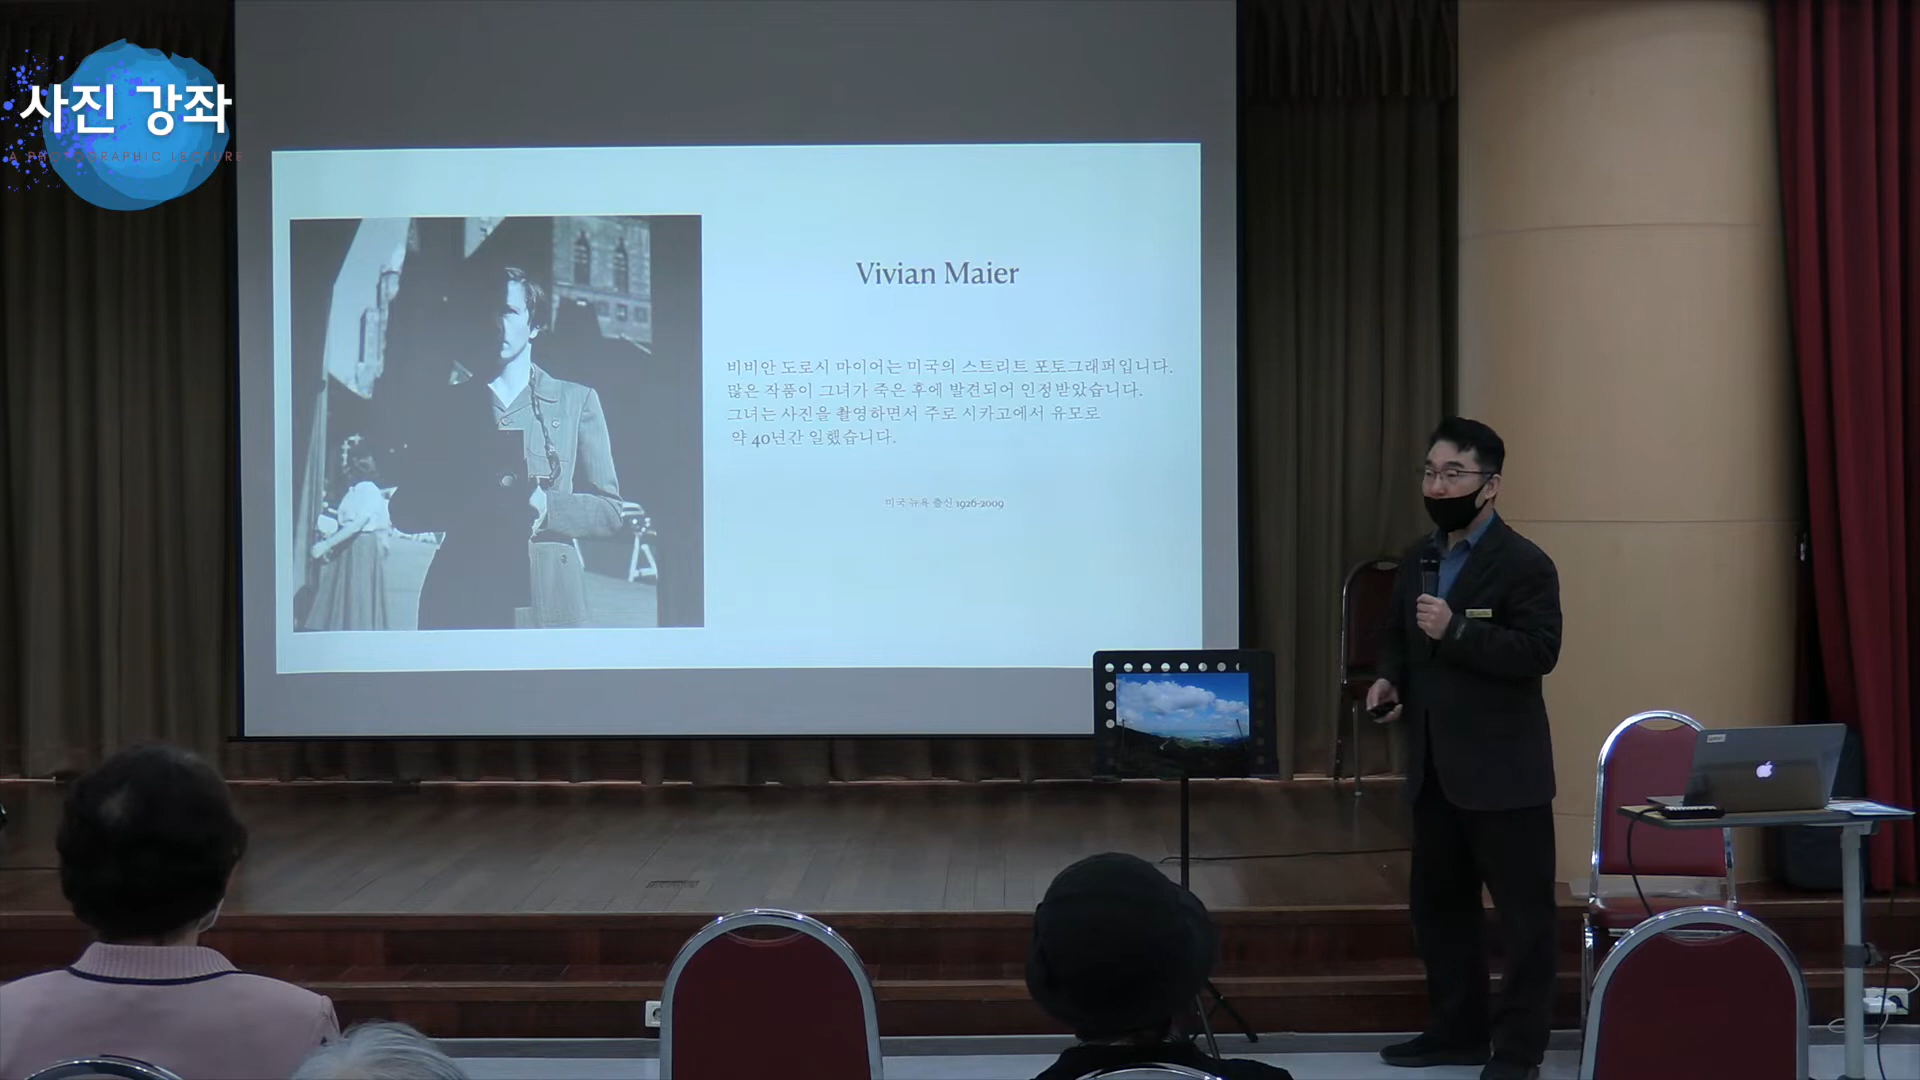 사진 강좌
A PHOTOGRAPHIC LECTURE
Vivian Maier
비비안 도로시 마이어는 미국의 스트리트 포토그래퍼입니다.
많은 작품이 그녀가 죽은 후에 발견되어 인정받았습니다.
그녀는 사진을 촬영하면서 주로 시카고에서 유모로
약 40년간 일했습니다.
미국 뉴욕 출신 1926-2009